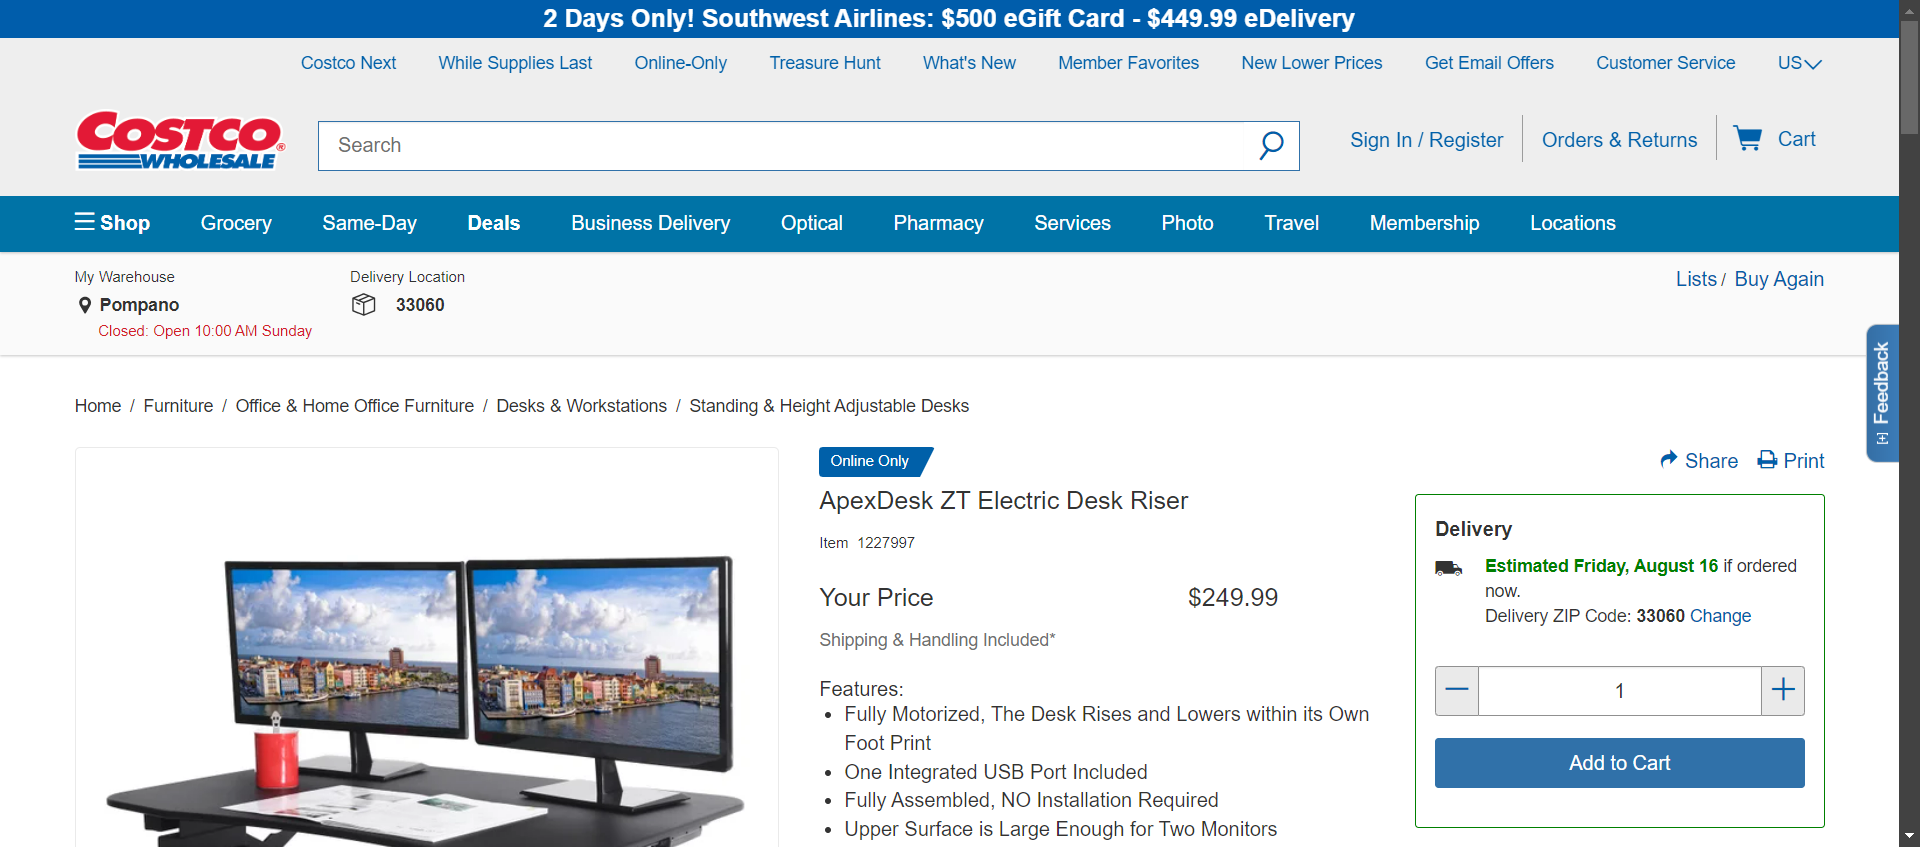 2 Days Only! Southwest Airlines: $500 eGift Card - $449.99 eDelivery
Costco Next While Supplies Last Online-Only Treasure Hunt What's New Member Favorites New Lower Prices Get Email Offers Customer Service US
COSTCO WHOLESALE
Search
Sign In / Register Orders & Returns Cart
Shop Grocery Same-Day Deals Business Delivery Optical Pharmacy Services Photo Travel Membership Locations
My Warehouse
Pompano
Closed: Open 10:00 AM Sunday
Delivery Location
33060
Lists / Buy Again
[+] Feedback
Home / Furniture / Office & Home Office Furniture / Desks & Workstations / Standing & Height Adjustable Desks
Online Only
Share Print
ApexDesk ZT Electric Desk Riser
Item 1227997
Your Price $249.99
Shipping & Handling Included*
Features:
• Fully Motorized, The Desk Rises and Lowers within its Own
Foot Print
• One Integrated USB Port Included
• Fully Assembled, NO Installation Required
• Upper Surface is Large Enough for Two Monitors
Delivery
Estimated Friday, August 16 if ordered
now.
Delivery ZIP Code: 33060 Change
1
Add to Cart